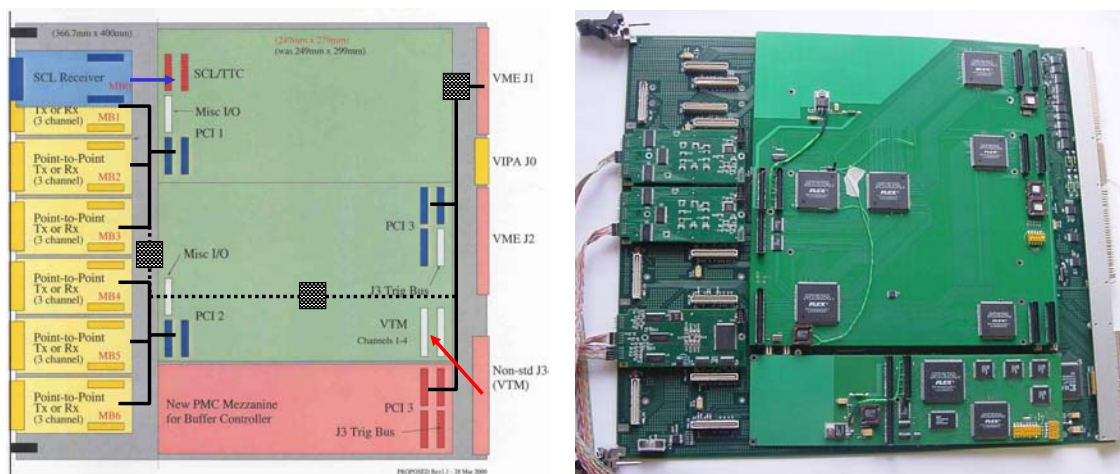 (366.7mm x 400mm)
(249mm x 279mm)
(was 249mm x 299mm)
SCL Receiver
SCL/TTC
VME J1
Tx or Rx
MB1
(3 channel)
Misc I/O
PCI 1
Point-to-Point
Tx or Rx
MB2
(3 channel)
VIPA J0
Point-to-Point
Tx or Rx
MB3
(3 channel)
PCI 3
VME J2
Misc I/O
Point-to-Point
Tx or Rx
MB4
(3 channel)
J3 Trig Bus
PCI 2
VTM
Channels 1-4
Point-to-Point
Tx or Rx
MB5
(3 channel)
Non-std J3
(VTM)
Point-to-Point
Tx or Rx
MB6
(3 channel)
New PMC Mezzanine
for Buffer Controller
PCI 3
J3 Trig Bus
FLEX
FLEX
FLEX
FLEX
FLEX
FLEX
FLEX
FLEX